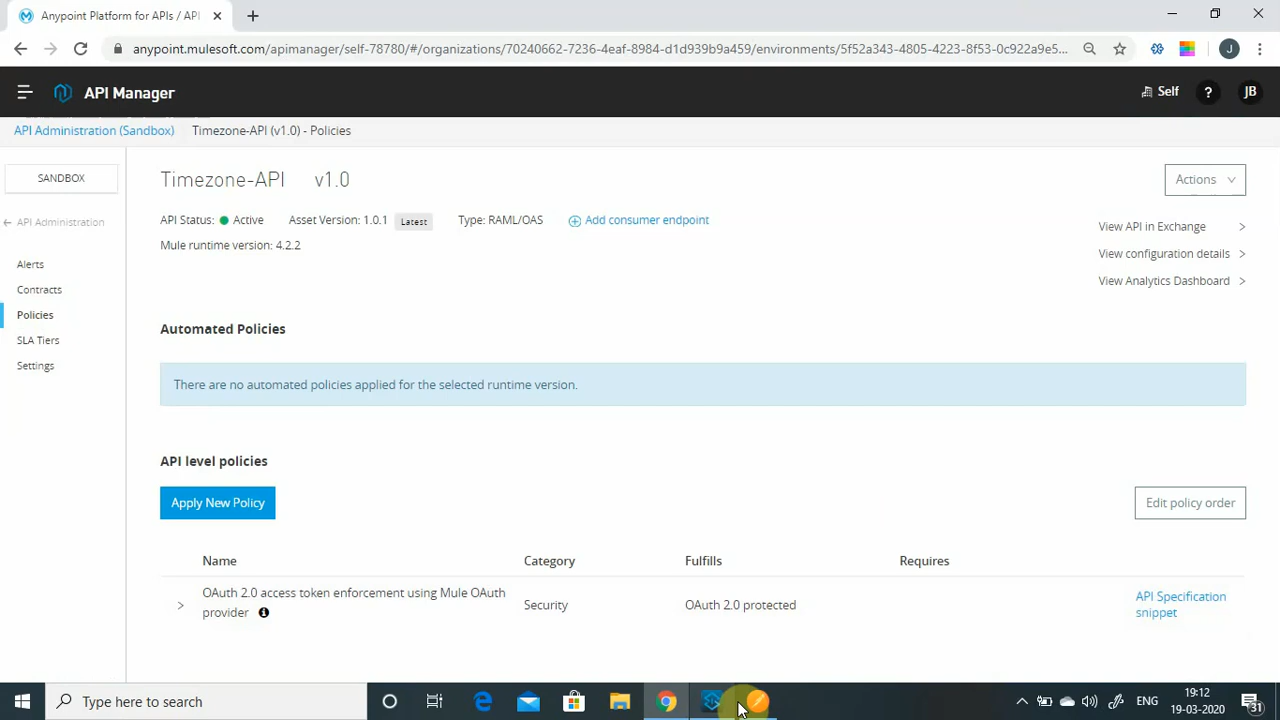 Anypoint Platform for APIs / API
anypoint.mulesoft.com/apimanager/self-78780/#/organizations/70240662-7236-4eaf-8984-d1d939b9a459/environments/5f52a343-4805-4223-8f53-0c922a9e5...
J
API Manager
Self
?
JB
API Administration (Sandbox)
Timezone-API (v1.0) - Policies
SANDBOX
API Administration
Alerts
Contracts
Policies
SLA Tiers
Settings
Timezone-API v1.0
Actions
API Status: Active Asset Version: 1.0.1 Latest Type: RAML/OAS Add consumer endpoint
Mule runtime version: 4.2.2
View API in Exchange
View configuration details
View Analytics Dashboard
Automated Policies
There are no automated policies applied for the selected runtime version.
API level policies
Apply New Policy
Edit policy order
Name Category Fulfills Requires
OAuth 2.0 access token enforcement using Mule OAuth
provider
Security
OAuth 2.0 protected
API Specification
snippet
Type here to search
ENG
19:12
19-03-2020
31